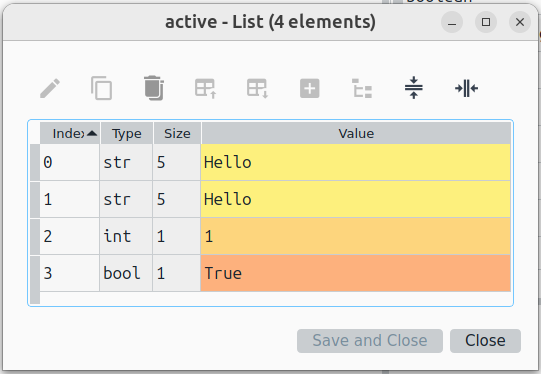 active - List (4 elements)
Index Type Size Value
0 str 5 Hello
1 str 5 Hello
2 int 1 1
3 bool 1 True
Save and Close Close